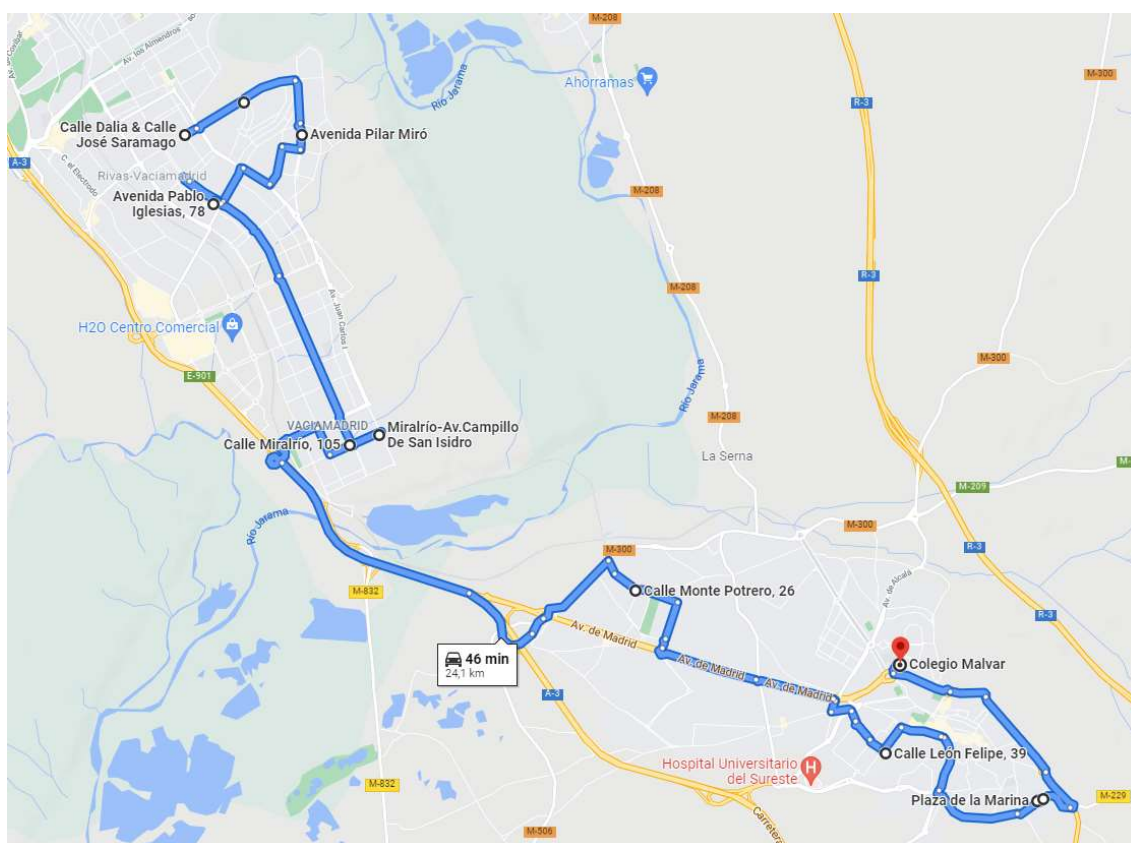 M-208
Av. los Almendros
M-300
Río Jarama
Ahorramas
R-3
Calle Dalia & Calle
José Saramago
Avenida Pilar Miró
A-3
C. el Electrodo
Rivas-Vaciamadrid
M-208
Avenida Pablo
Iglesias, 78
R-3
M-208
Av. Juan Carlos I
H2O Centro Comercial
M-300
E-901
Río Jarama
M-208
VACIAMADRID
Miralrío-Av.Campillo
De San Isidro
Calle Miralrío, 105
La Serna
M-209
Río Jarama
M-300
R-3
M-300
M-832
Calle Monte Potrero, 26
Av. de Alcalá
R-3
Av. de Madrid
46 min
24,1 km
Av. de Madrid
Colegio Malvar
Av. de Madrid
A-3
Calle León Felipe, 39
Hospital Universitario
del Sureste
M-832
Plaza de la Marina
M-229
M-506
Carretera